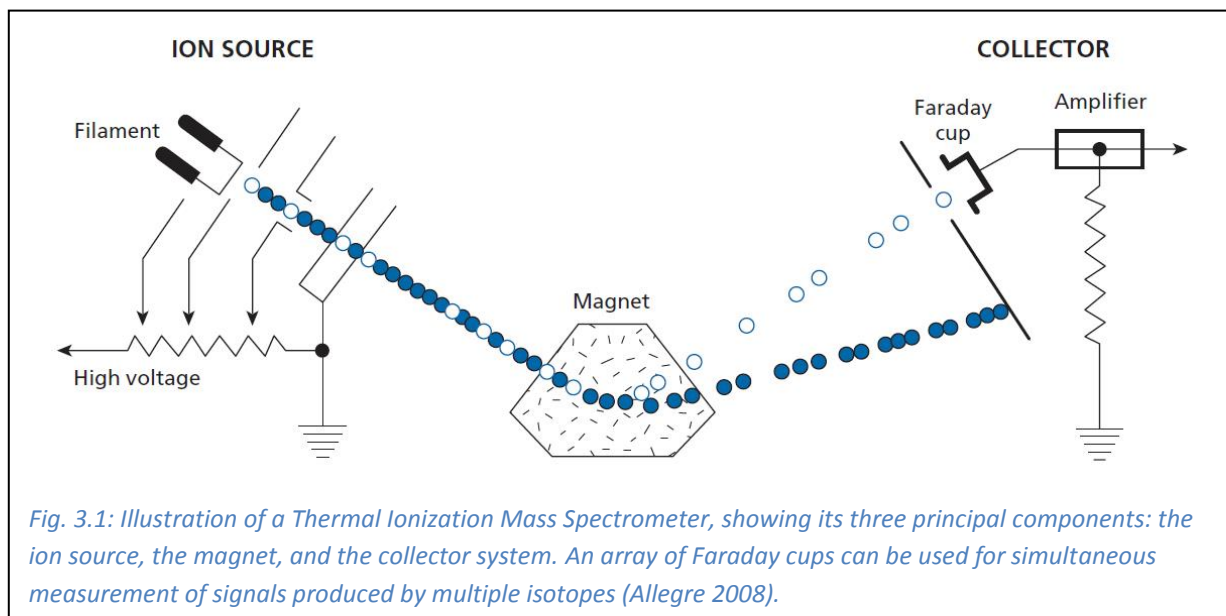 ION SOURCE
COLLECTOR
Filament
Faraday
cup
Amplifier
Magnet
High voltage
Fig. 3.1: Illustration of a Thermal Ionization Mass Spectrometer, showing its three principal components: the
ion source, the magnet, and the collector system. An array of Faraday cups can be used for simultaneous
measurement of signals produced by multiple isotopes (Allegre 2008).